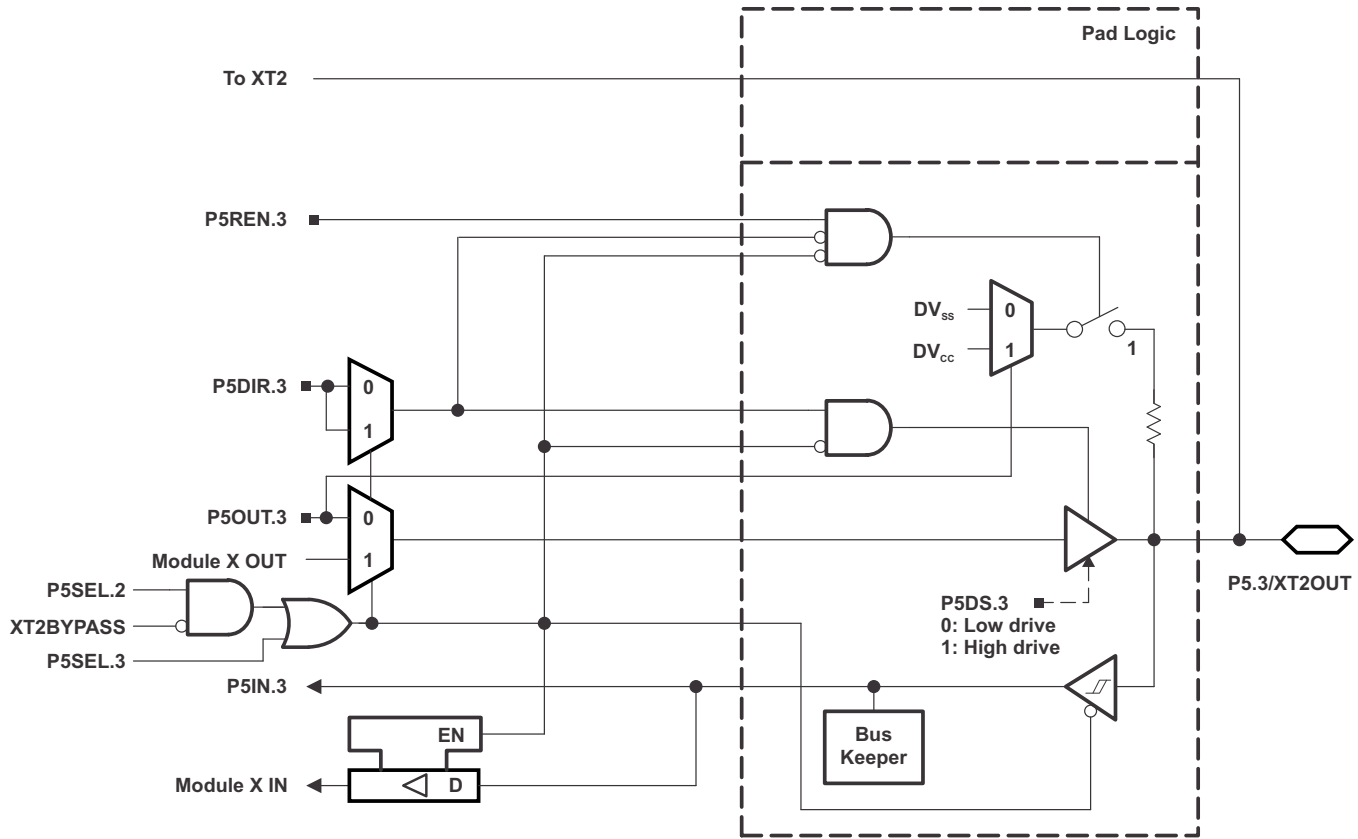 Pad Logic
To XT2
P5REN.3
DVSS
0
DVCC
1
1
P5DIR.3
0
1
P5OUT.3
0
Module X OUT
1
P5SEL.2
XT2BYPASS
P5SEL.3
P5.3/XT2OUT
P5DS.3
0: Low drive
1: High drive
P5IN.3
EN
Bus
Keeper
Module X IN
D